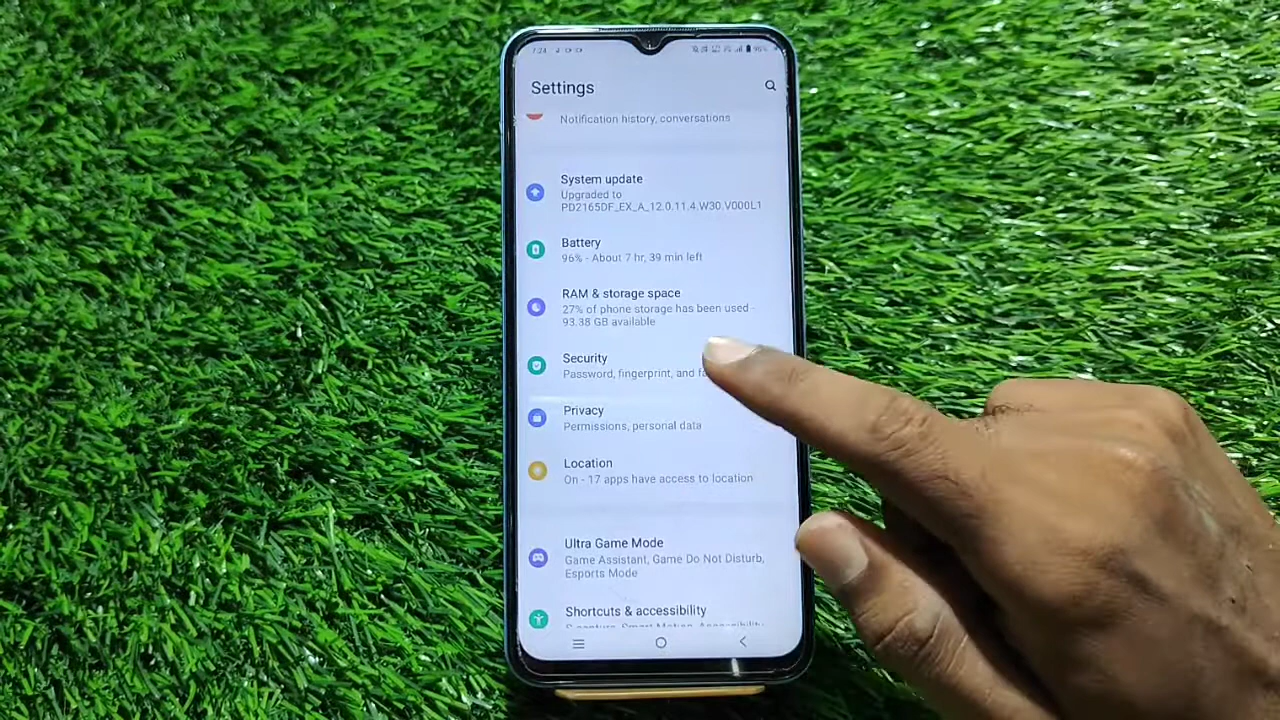 7:24
96%
Settings
Notification history, conversations
System update
Upgraded to
PD2165DF_EX_A_12.0.11.4.W30.V000L1
Battery
96% - About 7 hr, 39 min left
RAM & storage space
27% of phone storage has been used -
93.38 GB available
Security
Password, fingerprint, and
Privacy
Permissions, personal data
Location
On - 17 apps have access to location
Ultra Game Mode
Game Assistant, Game Do Not Disturb,
Esports Mode
Shortcuts & accessibility